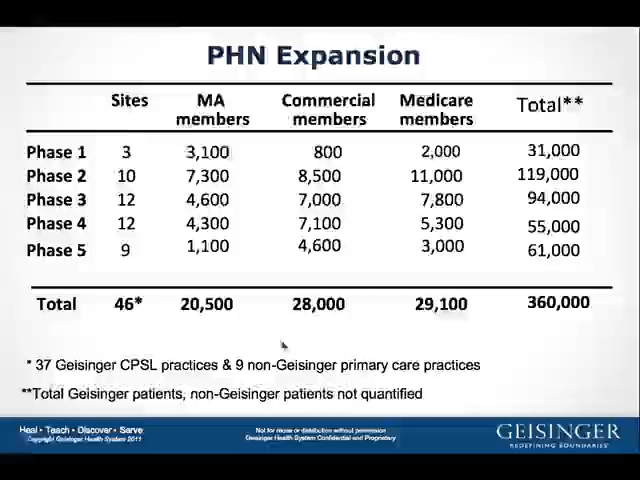 PHN Expansion
Sites MA members Commercial members Medicare members Total**
Phase 1 3 3,100 800 2,000 31,000
Phase 2 10 7,300 8,500 11,000 119,000
Phase 3 12 4,600 7,000 7,800 94,000
Phase 4 12 4,300 7,100 5,300 55,000
Phase 5 9 1,100 4,600 3,000 61,000
Total 46* 20,500 28,000 29,100 360,000
* 37 Geisinger CPSL practices & 9 non-Geisinger primary care practices
**Total Geisinger patients, non-Geisinger patients not quantified
Heal • Teach • Discover • Serve
Copyright Geisinger Health System 2011
Not for reuse or distribution without permission
Geisinger Health System Confidential and Proprietary
GEISINGER
REDEFINING BOUNDARIES